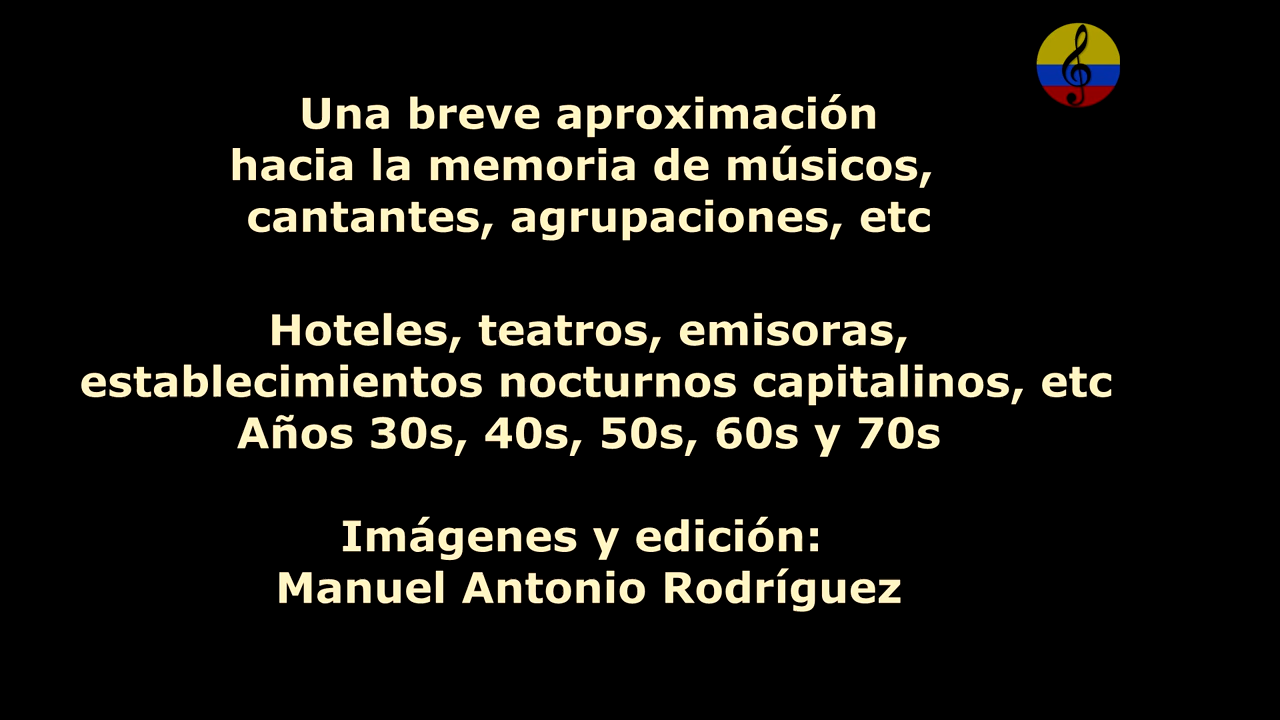 Una breve aproximación
hacia la memoria de músicos,
cantantes, agrupaciones, etc
Hoteles, teatros, emisoras,
establecimientos nocturnos capitalinos, etc
Años 30s, 40s, 50s, 60s y 70s
Imágenes y edición:
Manuel Antonio Rodríguez